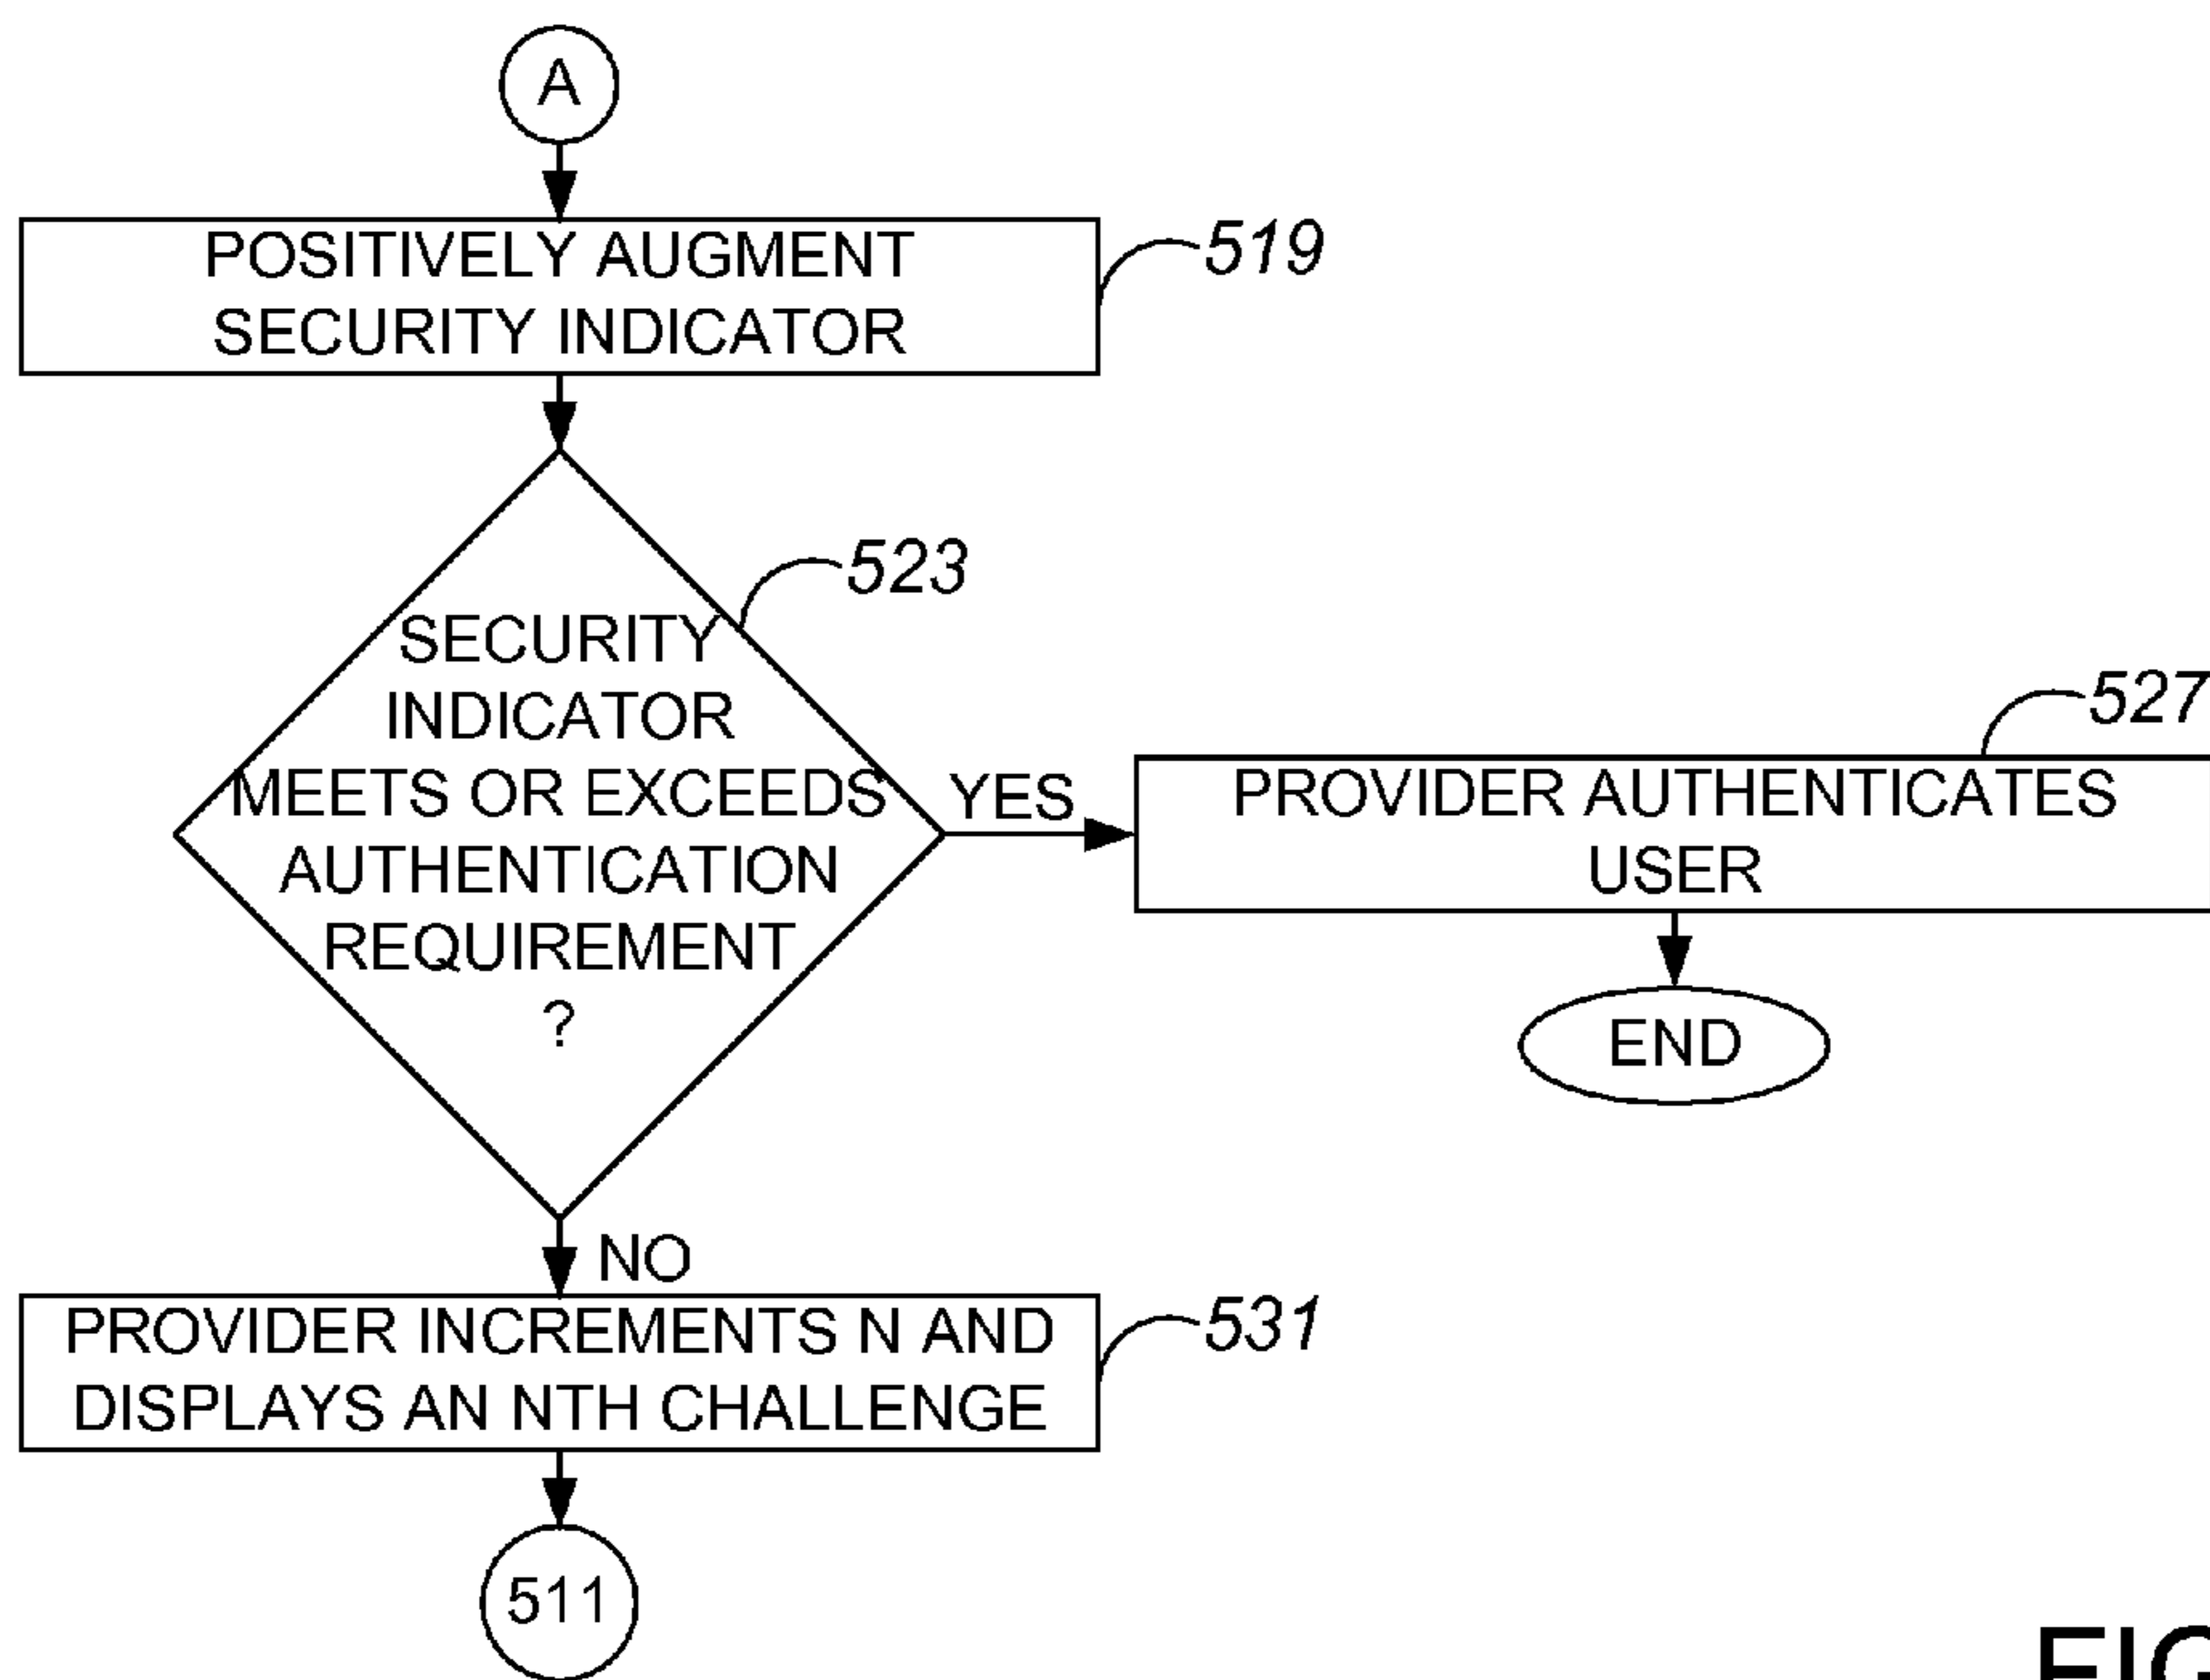 A
POSITIVELY AUGMENT
SECURITY INDICATOR
519
523
SECURITY
INDICATOR
MEETS OR EXCEEDS
AUTHENTICATION
REQUIREMENT
?
YES
527
PROVIDER AUTHENTICATES
USER
END
NO
PROVIDER INCREMENTS N AND
DISPLAYS AN NTH CHALLENGE
531
511